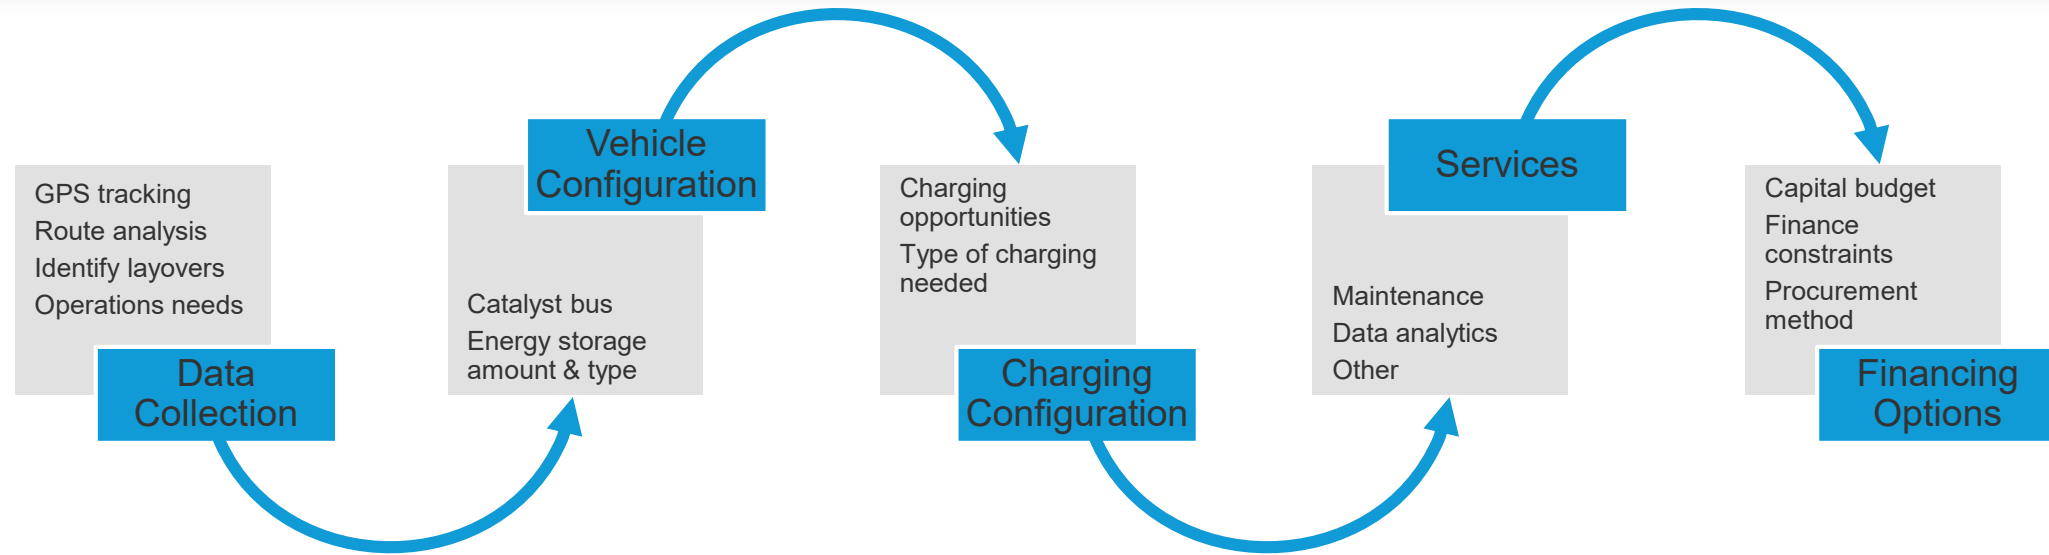 GPS tracking
Route analysis
Identify layovers
Operations needs
Data
Collection
Vehicle
Configuration
Catalyst bus
Energy storage
amount & type
Charging
opportunities
Type of charging
needed
Charging
Configuration
Services
Maintenance
Data analytics
Other
Capital budget
Finance
constraints
Procurement
method
Financing
Options